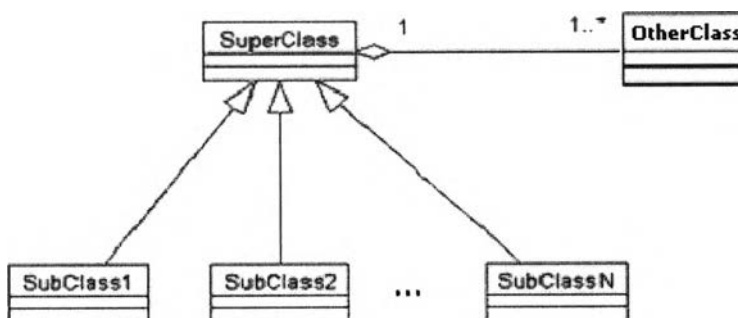 SuperClass
1
1..*
OtherClass
SubClass1
SubClass2
...
SubClassN